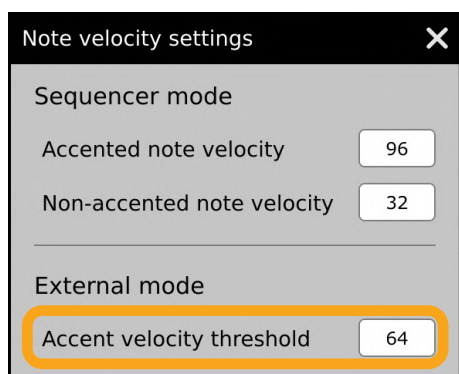 Note velocity settings
Sequencer mode
Accented note velocity 96
Non-accented note velocity 32
External mode
Accent velocity threshold 64